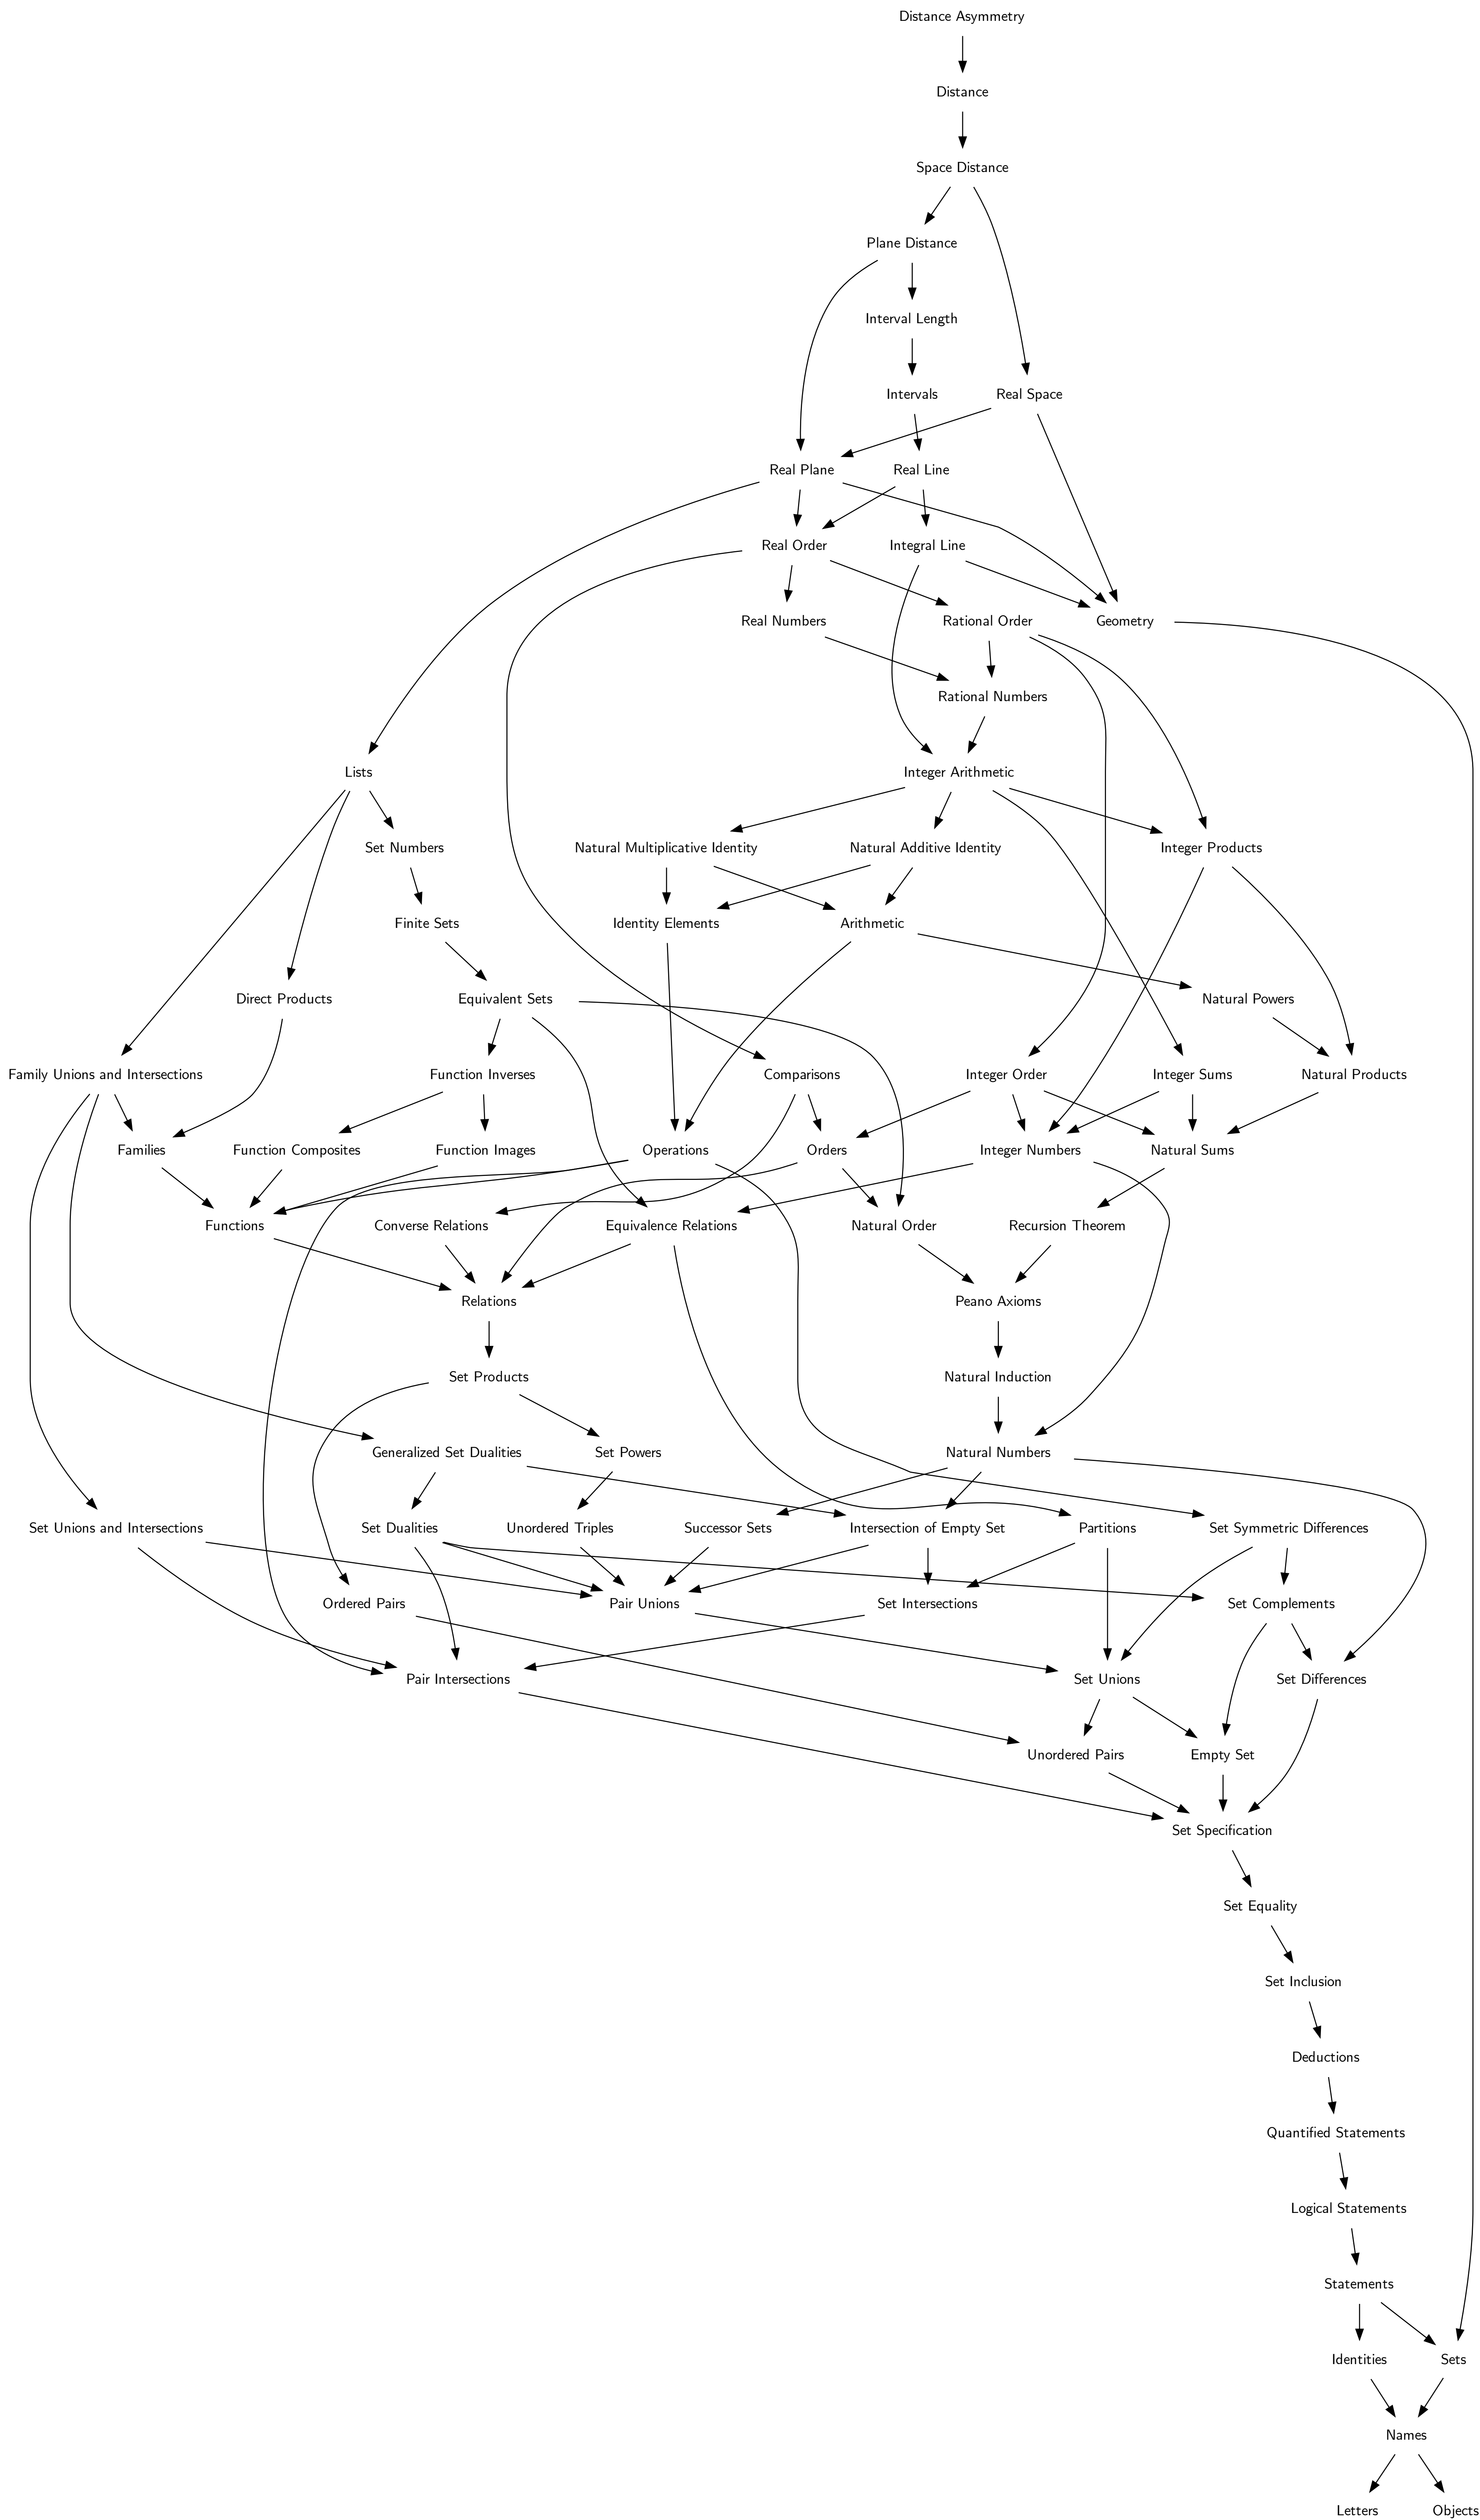 Distance Asymmetry
Distance
Space Distance
Plane Distance
Interval Length
Intervals
Real Space
Real Plane
Real Line
Real Order
Integral Line
Real Numbers
Rational Order
Geometry
Rational Numbers
Lists
Integer Arithmetic
Set Numbers
Natural Multiplicative Identity
Natural Additive Identity
Integer Products
Finite Sets
Identity Elements
Arithmetic
Direct Products
Equivalent Sets
Natural Powers
Family Unions and Intersections
Function Inverses
Comparisons
Integer Order
Integer Sums
Natural Products
Families
Function Composites
Function Images
Operations
Orders
Integer Numbers
Natural Sums
Functions
Converse Relations
Equivalence Relations
Natural Order
Recursion Theorem
Relations
Peano Axioms
Set Products
Natural Induction
Generalized Set Dualities
Set Powers
Natural Numbers
Set Unions and Intersections
Set Dualities
Unordered Triples
Successor Sets
Intersection of Empty Set
Partitions
Set Symmetric Differences
Ordered Pairs
Pair Unions
Set Intersections
Set Complements
Pair Intersections
Set Unions
Set Differences
Unordered Pairs
Empty Set
Set Specification
Set Equality
Set Inclusion
Deductions
Quantified Statements
Logical Statements
Statements
Identities
Sets
Names
Letters
Objects